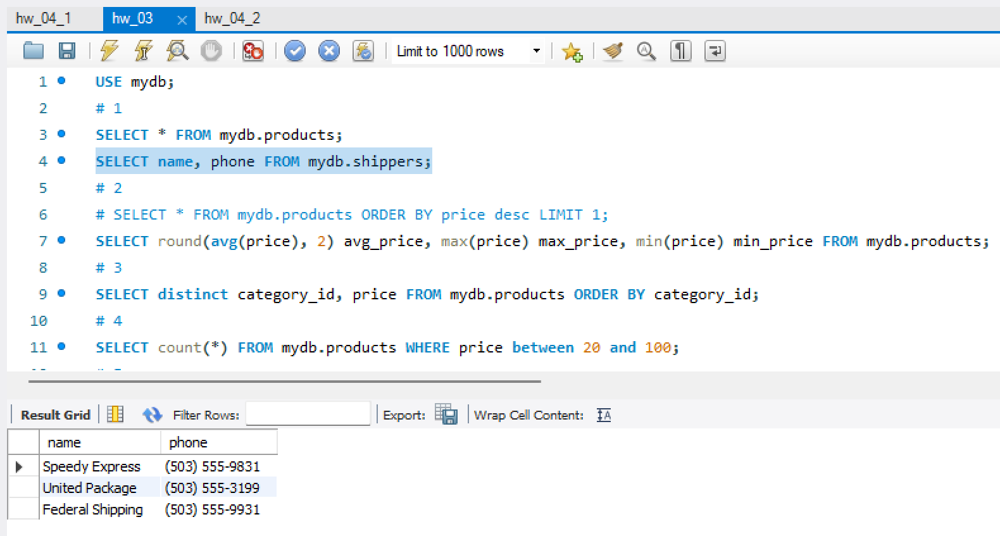 hw_04_1 hw_03 hw_04_2
Limit to 1000 rows
1 USE mydb;
2 # 1
3 SELECT * FROM mydb.products;
4 SELECT name, phone FROM mydb.shippers;
5 # 2
6 # SELECT * FROM mydb.products ORDER BY price desc LIMIT 1;
7 SELECT round(avg(price), 2) avg_price, max(price) max_price, min(price) min_price FROM mydb.products;
8 # 3
9 SELECT distinct category_id, price FROM mydb.products ORDER BY category_id;
10 # 4
11 SELECT count(*) FROM mydb.products WHERE price between 20 and 100;
Result Grid Filter Rows: Export: Wrap Cell Content:
name phone
Speedy Express (503) 555-9831
United Package (503) 555-3199
Federal Shipping (503) 555-9931